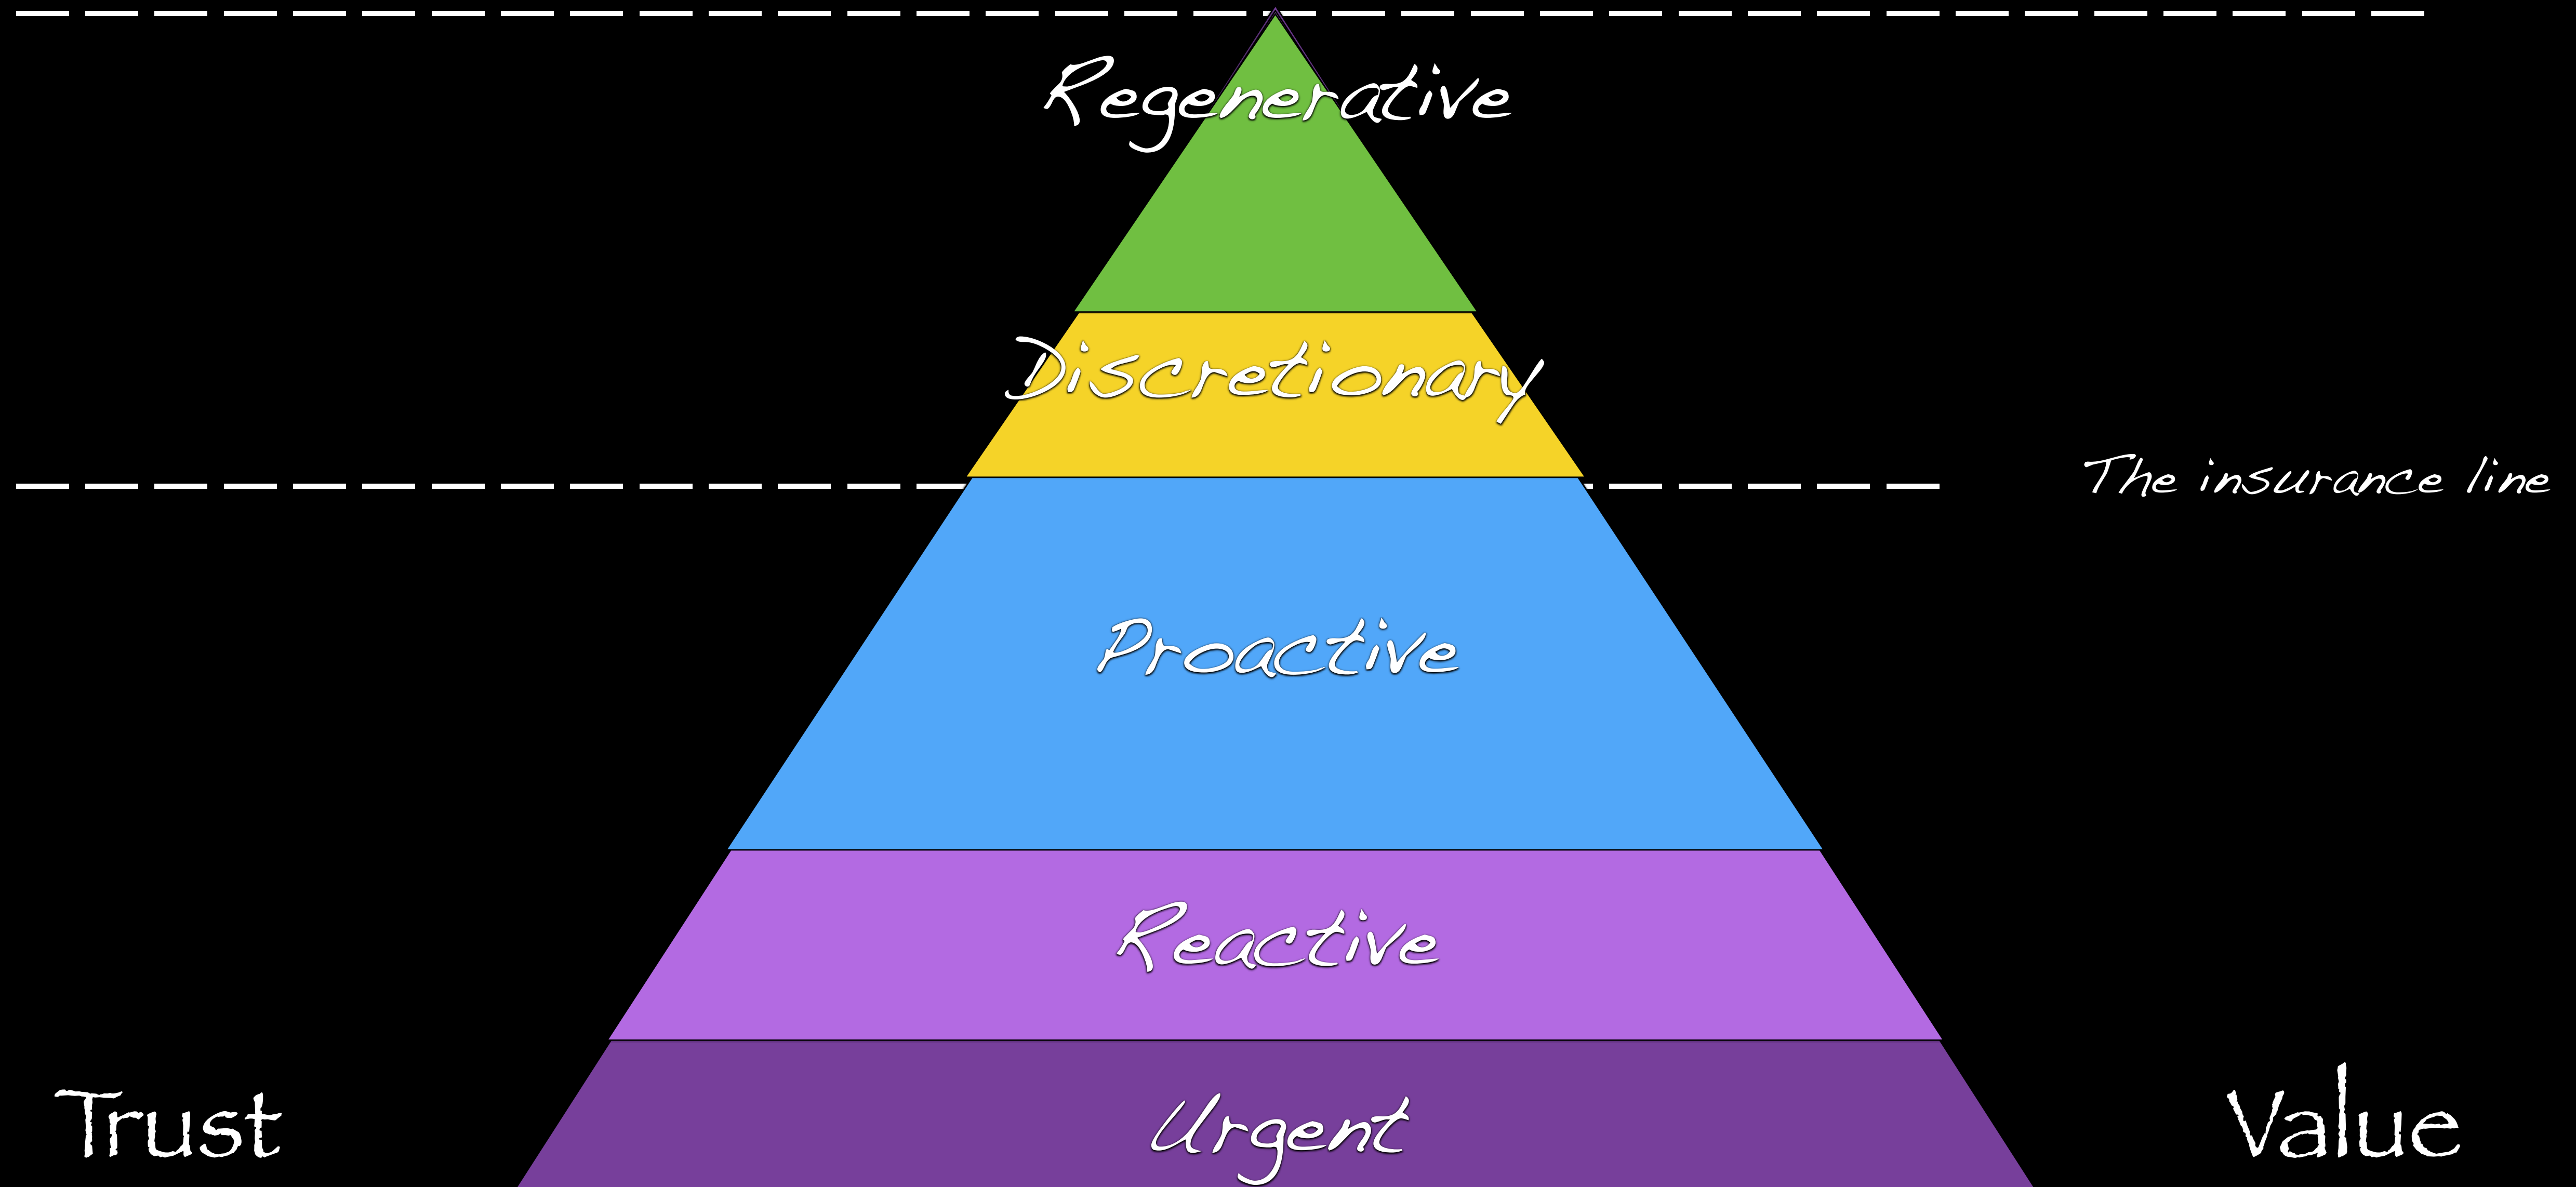 Regenerative
Discretionary
The insurance line
Proactive
Reactive
Urgent
Trust
Value